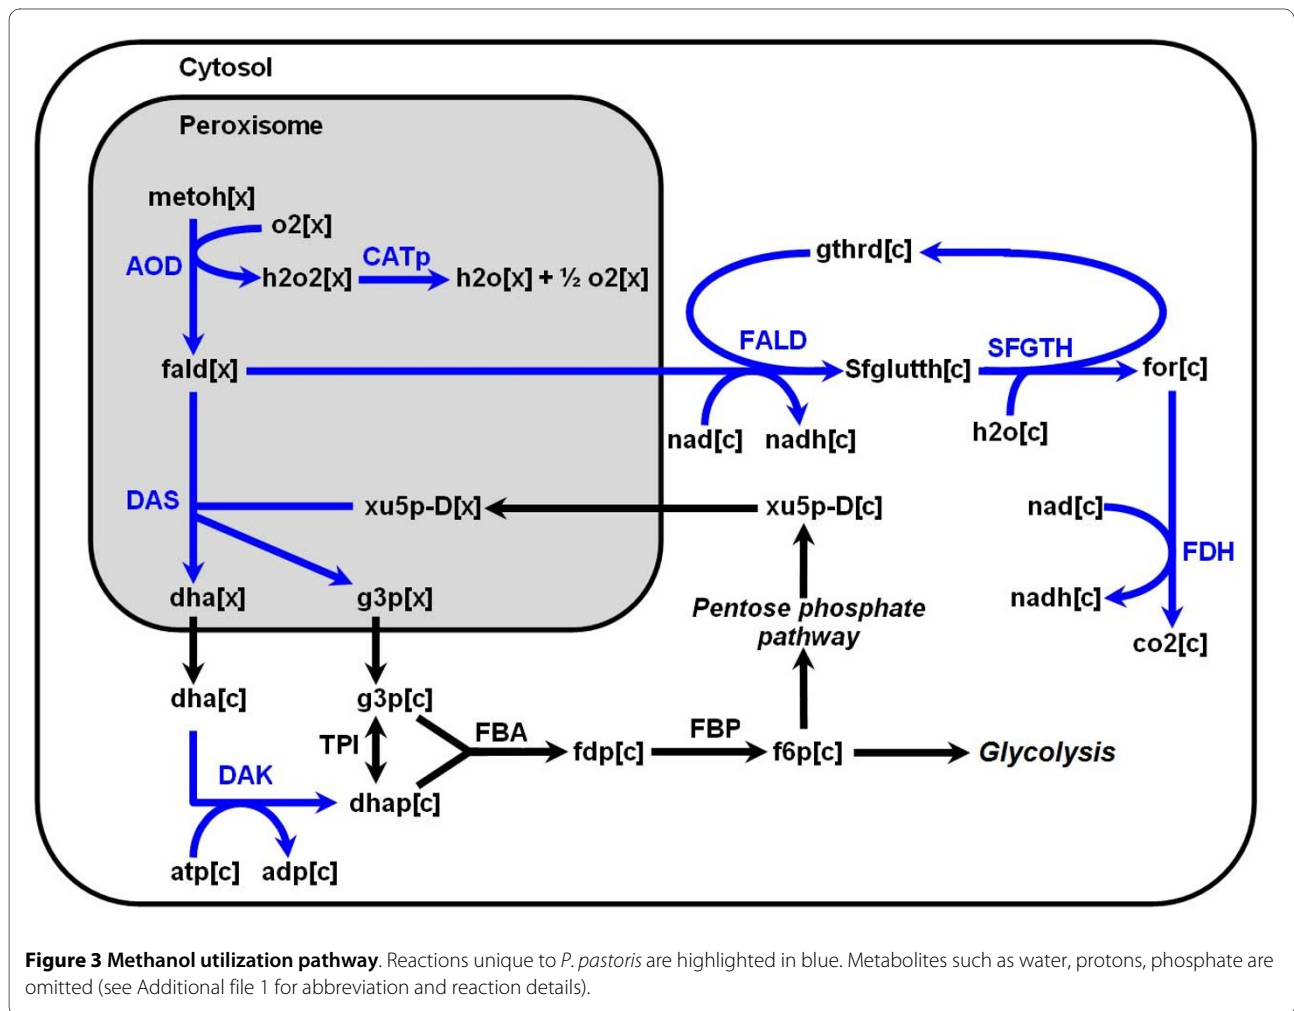 Cytosol
Peroxisome
metoh[x]
o2[x]
AOD
CATp
h2o2[x]
h2o[x] + ½ o2[x]
gthrd[c]
FALD
SFGTH
fald[x]
Sfglutth[c]
for[c]
nad[c]
nadh[c]
h2o[c]
DAS
xu5p-D[x]
xu5p-D[c]
nad[c]
FDH
nadh[c]
dha[x]
g3p[x]
Pentose phosphate
pathway
co2[c]
dha[c]
g3p[c]
TPI
FBA
FBP
fdp[c]
f6p[c]
Glycolysis
DAK
dhap[c]
atp[c]
adp[c]
Figure 3 Methanol utilization pathway. Reactions unique to P. pastoris are highlighted in blue. Metabolites such as water, protons, phosphate are
omitted (see Additional file 1 for abbreviation and reaction details).